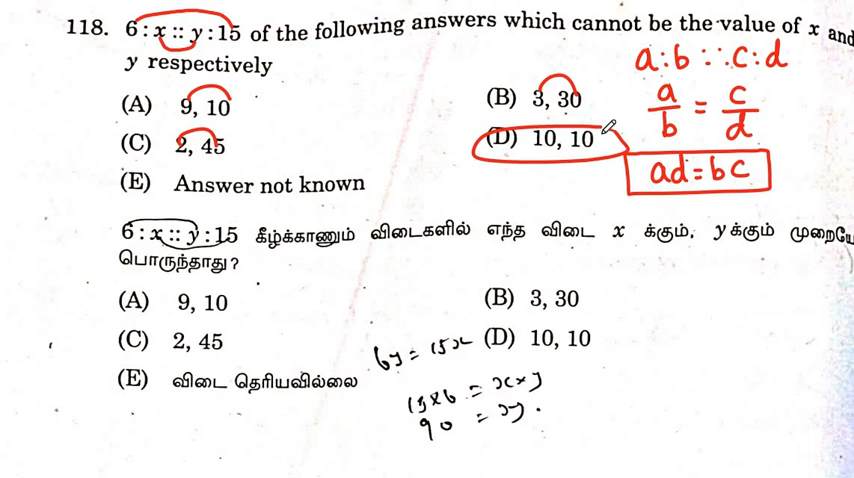 118. 6 : x :: y : 15 of the following answers which cannot be the value of x and
y respectively
a : b :: c : d
(A) 9, 10
(B) 3, 30
a/b = c/d
(C) 2, 45
(D) 10, 10
ad = bc
(E) Answer not known
6 : x :: y : 15 கீழ்க்காணும் விடைகளில் எந்த விடை x க்கும், y க்கும் முறையே
பொருந்தாது?
(A) 9, 10
(B) 3, 30
(C) 2, 45
(D) 10, 10
6y = 15x
(E) விடை தெரியவில்லை
15x6 = x×y
90 = xy.